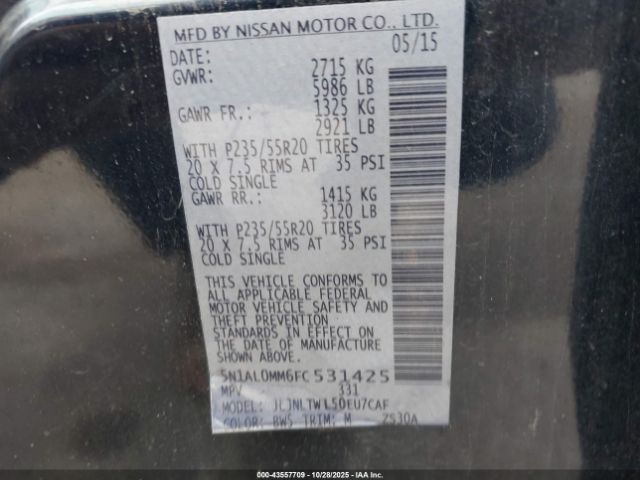 MFD BY NISSAN MOTOR CO., LTD.
DATE: 05/15
GVWR: 2715 KG
5986 LB
GAWR FR.: 1325 KG
2921 LB
WITH P235/55R20 TIRES
20 X 7.5 RIMS AT 35 PSI
COLD SINGLE
GAWR RR.: 1415 KG
3120 LB
WITH P235/55R20 TIRES
20 X 7.5 RIMS AT 35 PSI
COLD SINGLE
THIS VEHICLE CONFORMS TO
ALL APPLICABLE FEDERAL
MOTOR VEHICLE SAFETY AND
THEFT PREVENTION
STANDARDS IN EFFECT ON
THE DATE OF MANUFACTURE
SHOWN ABOVE.
5N1AL0MM6FC531425
MPV 331
MODEL: JLJNLTWL50EU7CAF
COLOR: BW5 TRIM: M ZS30A
000-43557709 | 10/28/2025 | IAAHOLDINGS.CA